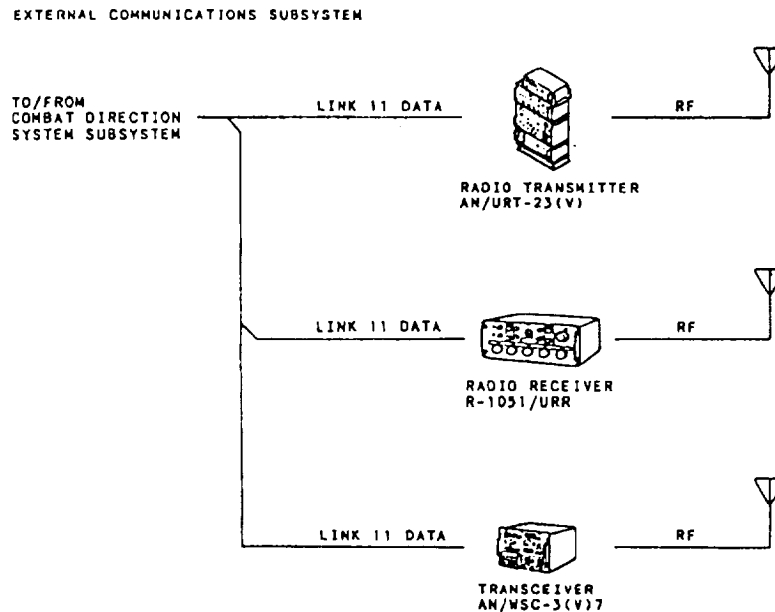 EXTERNAL COMMUNICATIONS SUBSYSTEM
TO/FROM
COMBAT DIRECTION
SYSTEM SUBSYSTEM
LINK 11 DATA
RF
RADIO TRANSMITTER
AN/URT-23(V)
LINK 11 DATA
RF
RADIO RECEIVER
R-1051/URR
LINK 11 DATA
RF
TRANSCEIVER
AN/WSC-3(V)7